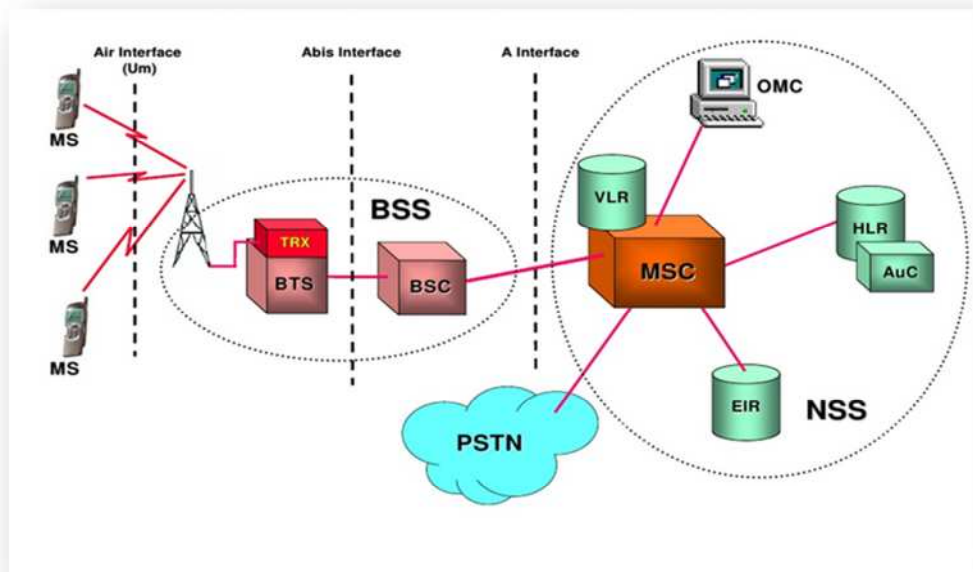 Air Interface
(Um)
Abis Interface
A Interface
MS
MS
MS
TRX
BTS
BSS
BSC
VLR
MSC
OMC
HLR
AuC
EIR
NSS
PSTN